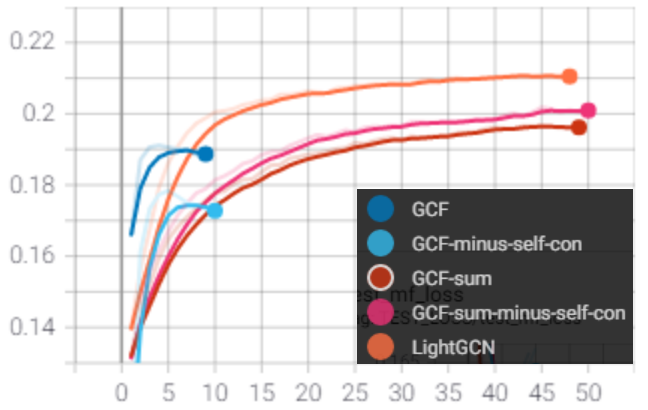 0.22
0.2
0.18
0.16
0.14
GCF
GCF-minus-self-con
GCF-sum
GCF-sum-minus-self-con
LightGCN
0 5 10 15 20 25 30 35 40 45 50